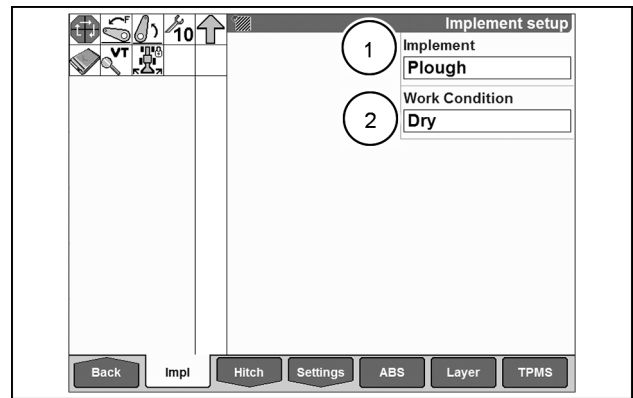 F
10
Implement setup
VT
1
Implement
Plough
2
Work Condition
Dry
Back
Impl
Hitch
Settings
ABS
Layer
TPMS